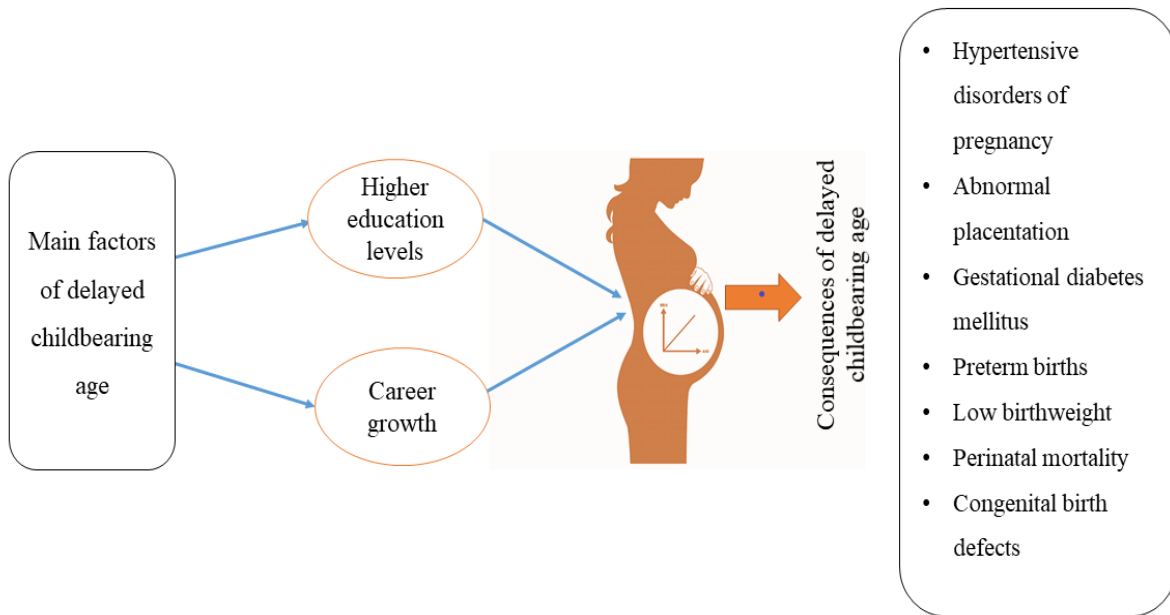 Main factors
of delayed
childbearing
age
Higher
education
levels
Career
growth
Consequences of delayed
childbearing age
• Hypertensive
disorders of
pregnancy
• Abnormal
placentation
• Gestational diabetes
mellitus
• Preterm births
• Low birthweight
• Perinatal mortality
• Congenital birth
defects